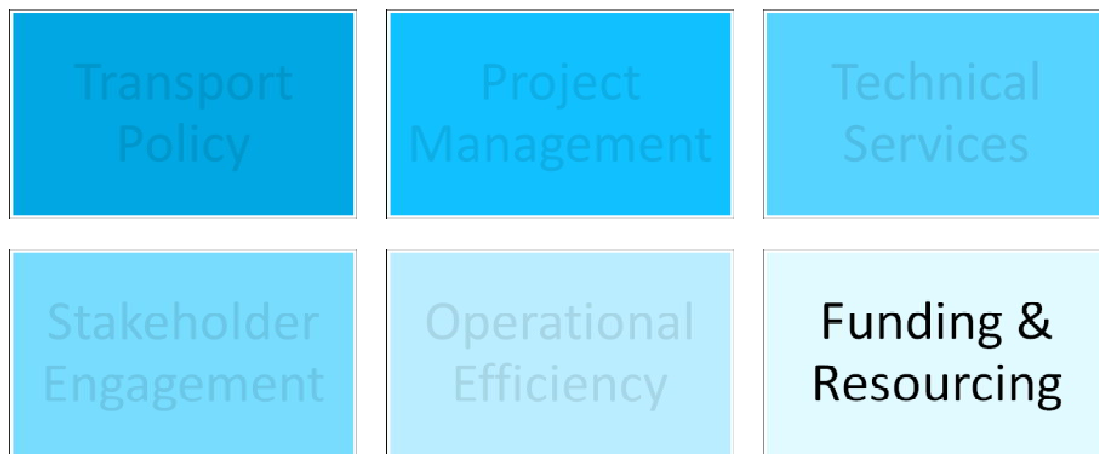 Transport
Policy
Project
Management
Technical
Services
Stakeholder
Engagement
Operational
Efficiency
Funding &
Resourcing